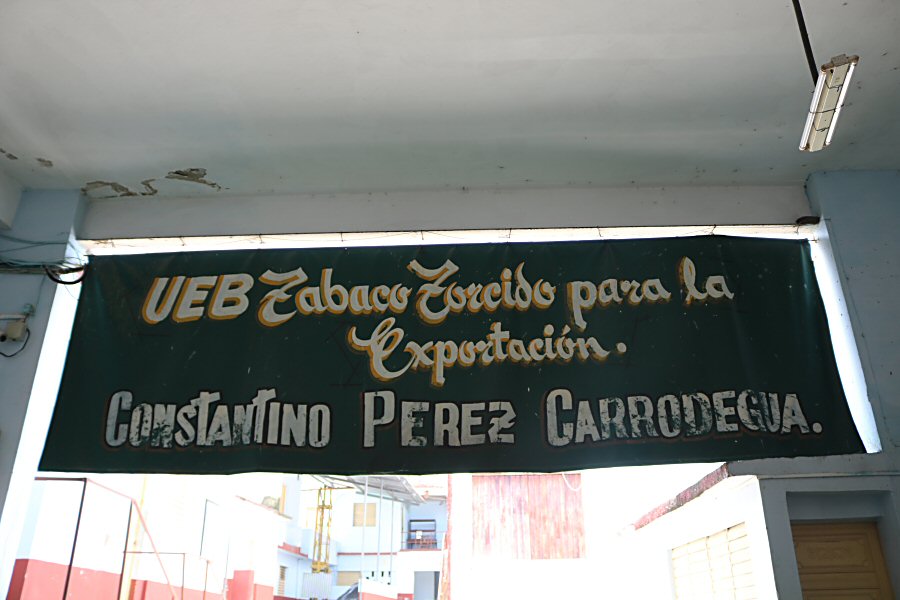 UEB Tabaco Torcido para la
Exportación.
CONSTANTINO PEREZ CARRODEGUA.